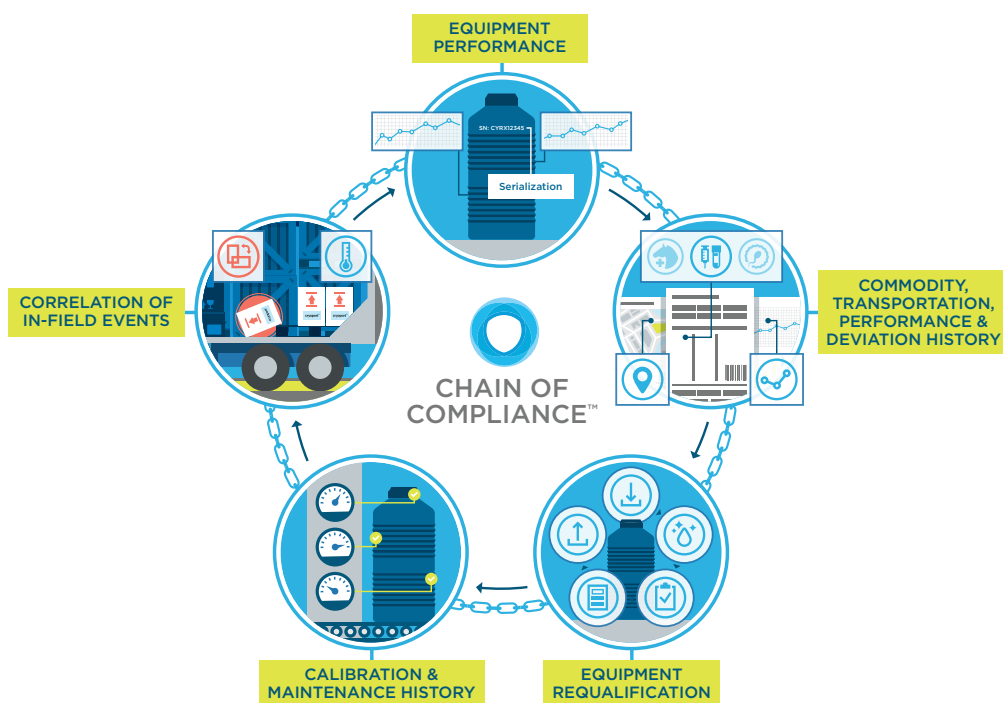 EQUIPMENT
PERFORMANCE
SN: CYRX12345
Serialization
CORRELATION OF
IN-FIELD EVENTS
COMMODITY,
TRANSPORTATION,
PERFORMANCE &
DEVIATION HISTORY
CHAIN OF
COMPLIANCE™
CALIBRATION &
MAINTENANCE HISTORY
EQUIPMENT
REQUALIFICATION